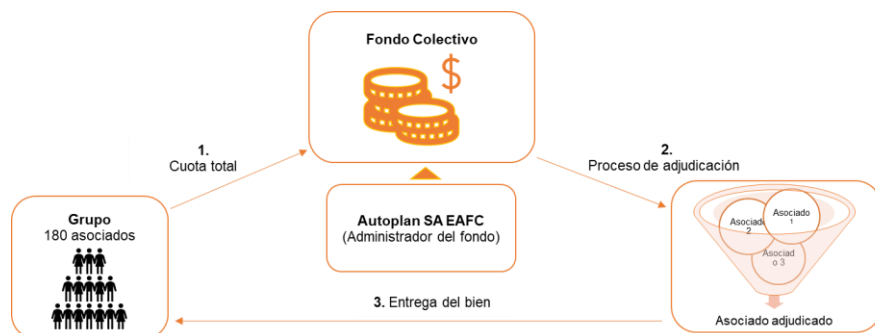 Fondo Colectivo
$
1.
Cuota total
2.
Proceso de adjudicación
Grupo
180 asociados
Autoplan SA EAFC
(Administrador del fondo)
Asociado
1
Asociado
2
Asociad
o 3
3. Entrega del bien
Asociado adjudicado